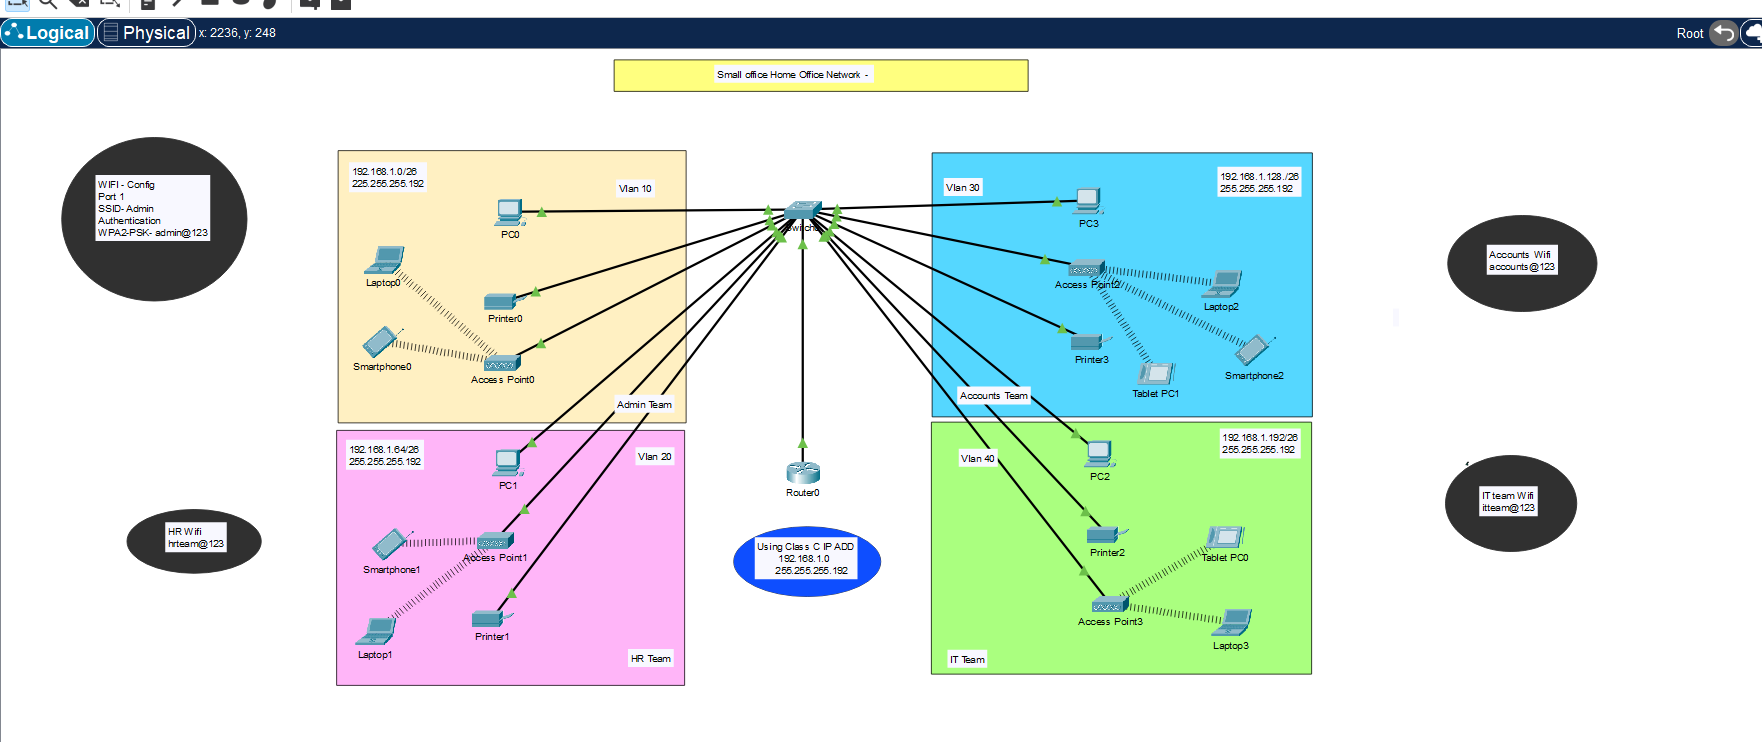 Logical
Physical
x: 2236, y: 248
Root
Small office Home Office Network -
WIFI - Config
Port 1
SSID- Admin
Authentication
WPA2-PSK- admin@123
192.168.1.0/26
225.255.255.192
Vlan 10
PC0
Laptop0
Printer0
Smartphone0
Access Point0
Admin Team
192.168.1.64/26
255.255.255.192
Vlan 20
PC1
Smartphone1
Access Point1
Printer1
Laptop1
HR Team
HR Wifi
hrteam@123
Router0
Using Class C IP ADD
192.168.1.0
255.255.255.192
Vlan 30
192.168.1.128./26
255.255.255.192
PC3
Access Point2
Laptop2
Printer3
Smartphone2
Tablet PC1
Accounts Team
Vlan 40
192.168.1.192/26
255.255.255.192
PC2
Printer2
Tablet PC0
Access Point3
Laptop3
IT Team
Accounts Wifi
accounts@123
IT team Wifi
itteam@123